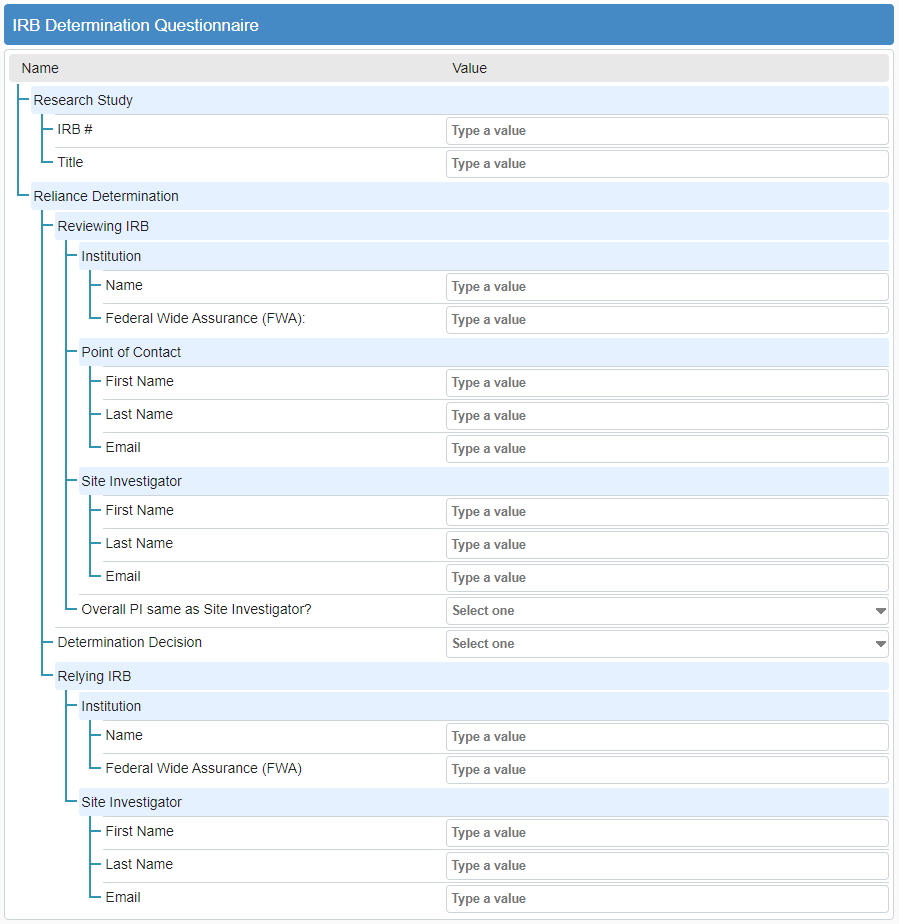 IRB Determination Questionnaire
Name Value
Research Study
IRB # Type a value
Title Type a value
Reliance Determination
Reviewing IRB
Institution
Name Type a value
Federal Wide Assurance (FWA): Type a value
Point of Contact
First Name Type a value
Last Name Type a value
Email Type a value
Site Investigator
First Name Type a value
Last Name Type a value
Email Type a value
Overall PI same as Site Investigator? Select one
Determination Decision Select one
Relying IRB
Institution
Name Type a value
Federal Wide Assurance (FWA) Type a value
Site Investigator
First Name Type a value
Last Name Type a value
Email Type a value